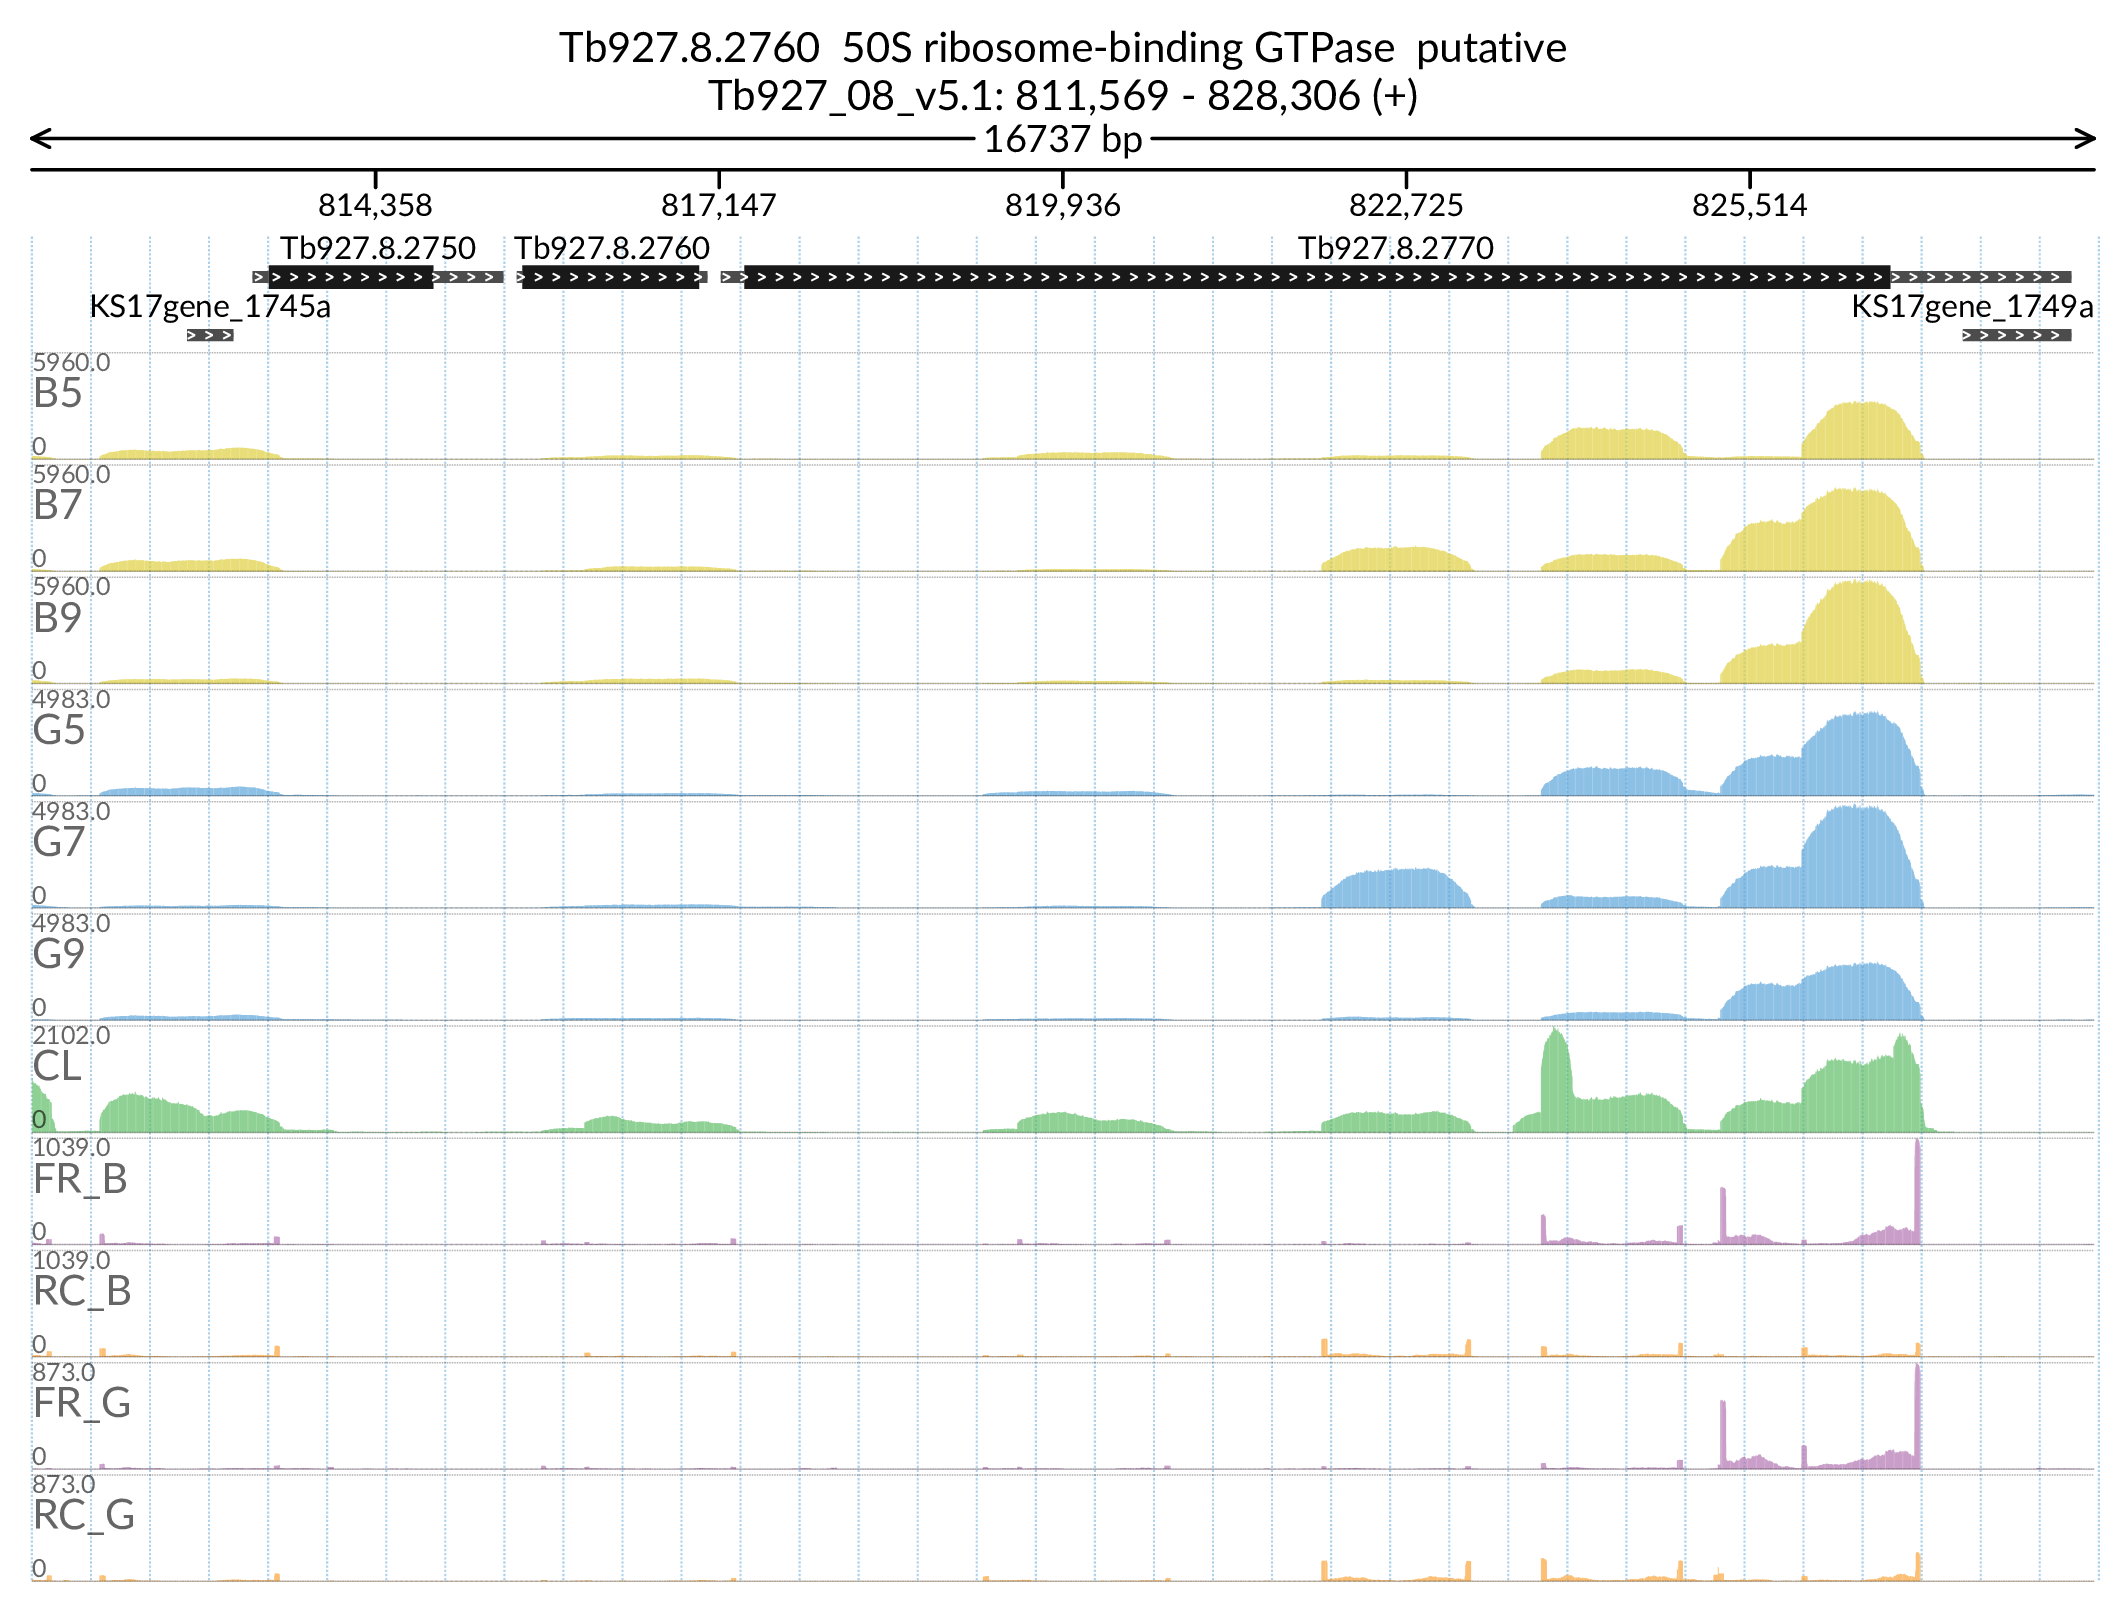 Tb927.8.2760  50S ribosome-binding GTPase  putative
Tb927_08_v5.1: 811,569 - 828,306 (+)
16737 bp
814,358 817,147 819,936 822,725 825,514
Tb927.8.2750 Tb927.8.2760 Tb927.8.2770
KS17gene_1745a KS17gene_1749a
5960.0
B5
0
5960.0
B7
0
5960.0
B9
0
4983.0
G5
0
4983.0
G7
0
4983.0
G9
0
2102.0
CL
0
1039.0
FR_B
0
1039.0
RC_B
0
873.0
FR_G
0
873.0
RC_G
0